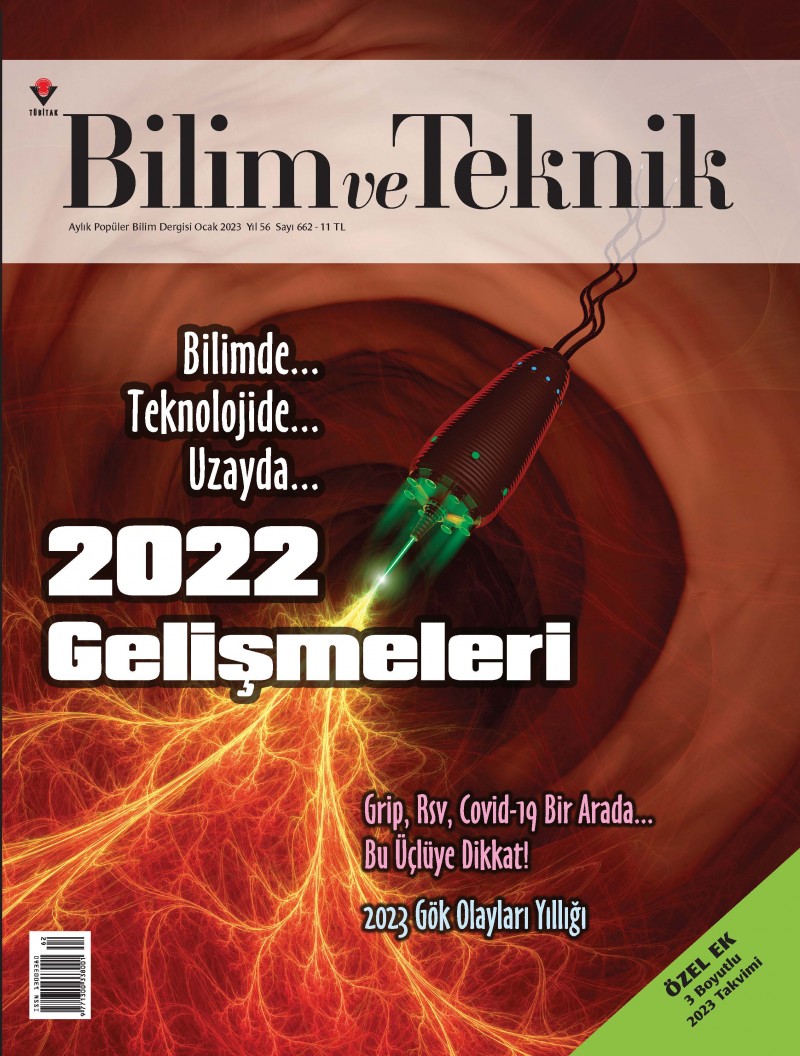 TÜBİTAK
Bilim ve Teknik
Aylık Popüler Bilim Dergisi Ocak 2023 Yıl 56 Sayı 662 - 11 TL
Bilimde...
Teknolojide...
Uzayda...
2022
Gelişmeleri
Grip, Rsv, Covid-19 Bir Arada...
Bu Üçlüye Dikkat!
2023 Gök Olayları Yıllığı
ÖZEL EK
3 Boyutlu
2023 Takvimi